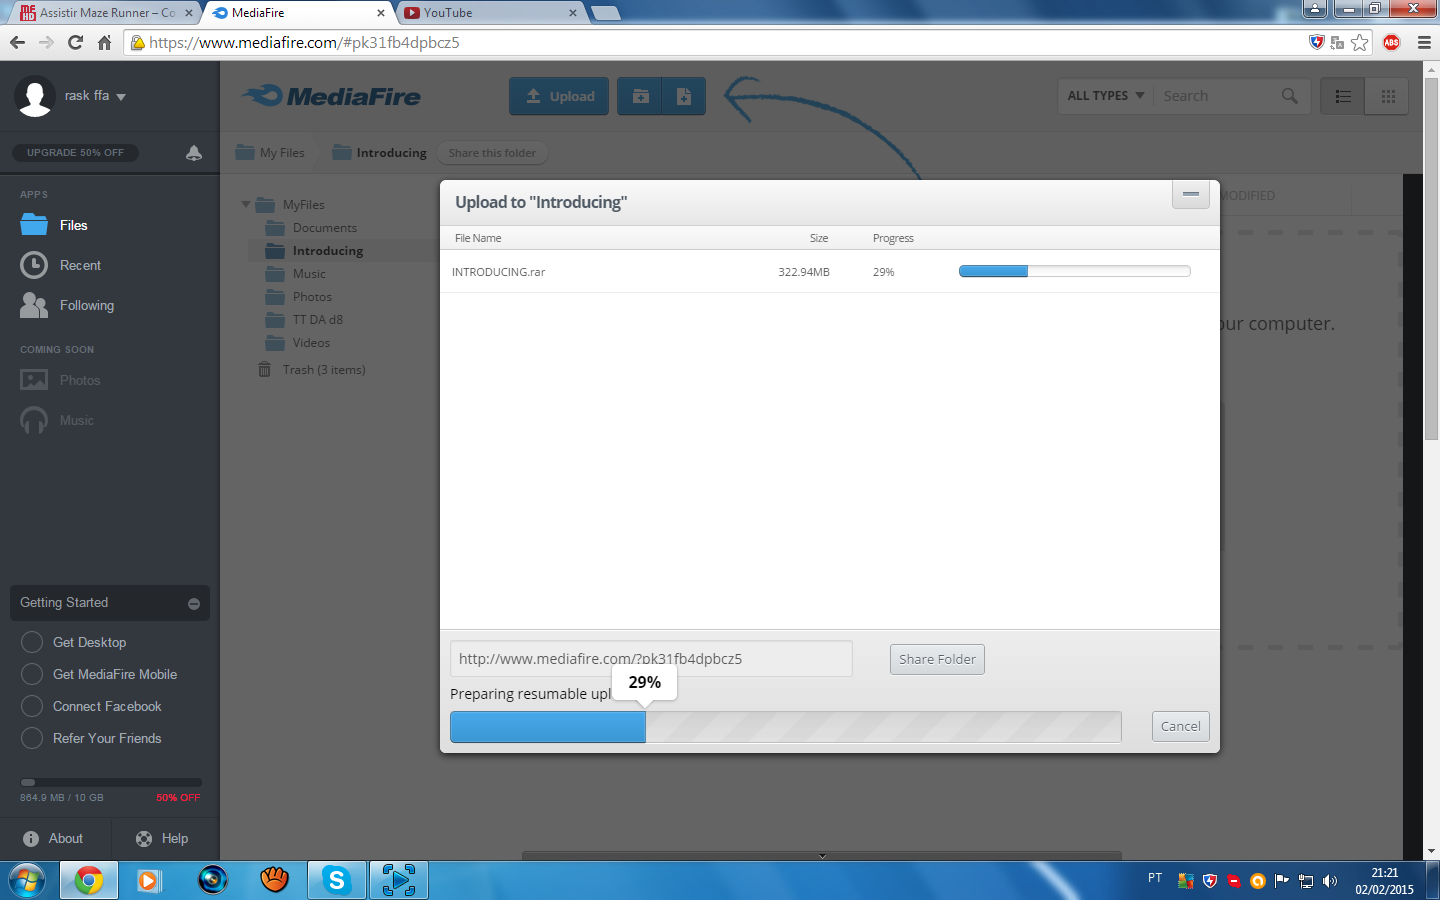 Assistir Maze Runner – Co
MediaFire
YouTube
https://www.mediafire.com/#pk31fb4dpbcz5
ABS
rask ffa
MediaFire
Upload
ALL TYPES
Search
UPGRADE 50% OFF
My Files
Introducing
Share this folder
APPS
Files
Recent
Following
COMING SOON
Photos
Music
MyFiles
Documents
Introducing
Music
Photos
TT DA d8
Videos
Trash (3 items)
MODIFIED
our computer.
Upload to "Introducing"
File Name
Size
Progress
INTRODUCING.rar
322.94MB
29%
http://www.mediafire.com/?pk31fb4dpbcz5
Share Folder
Preparing resumable upl
29%
Cancel
Getting Started
Get Desktop
Get MediaFire Mobile
Connect Facebook
Refer Your Friends
864.9 MB / 10 GB
50% OFF
About
Help
PT
21:21
02/02/2015